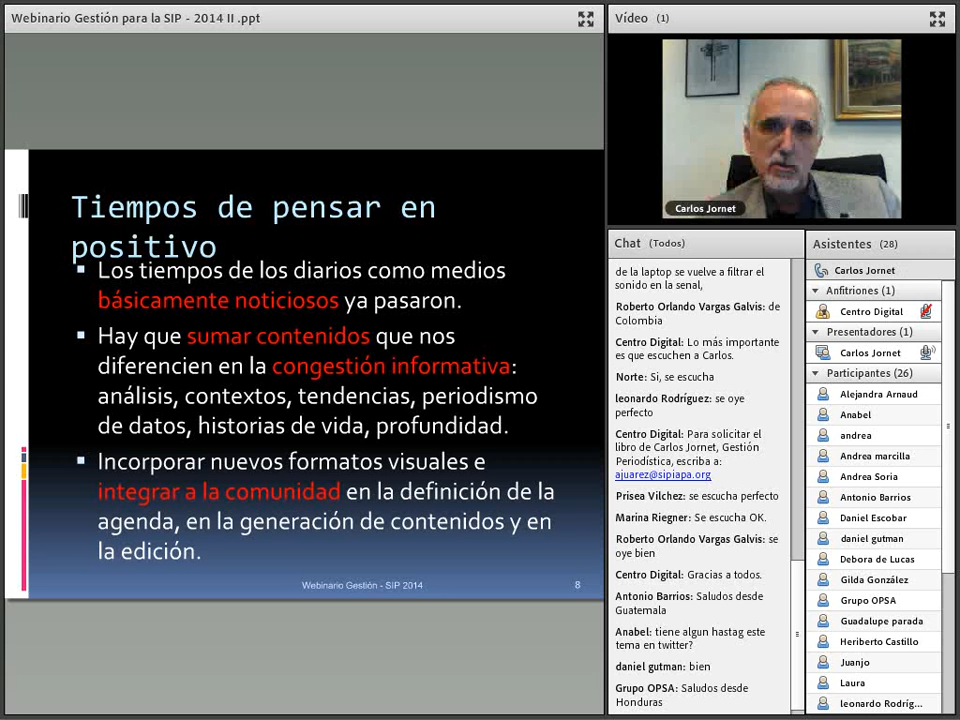 Webinario Gestión para la SIP - 2014 II .ppt
Tiempos de pensar en
positivo
Los tiempos de los diarios como medios
básicamente noticiosos ya pasaron.
Hay que sumar contenidos que nos
diferencien en la congestión informativa:
análisis, contextos, tendencias, periodismo
de datos, historias de vida, profundidad.
Incorporar nuevos formatos visuales e
integrar a la comunidad en la definición de la
agenda, en la generación de contenidos y en
la edición.
Webinario Gestión - SIP 2014
8
Vídeo (1)
Carlos Jornet
Chat (Todos)
de la laptop se vuelve a filtrar el
sonido en la senal,
Roberto Orlando Vargas Galvis: de
Colombia
Centro Digital: Lo más importante
es que escuchen a Carlos.
Norte: Si, se escucha
leonardo Rodríguez: se oye
perfecto
Centro Digital: Para solicitar el
libro de Carlos Jornet, Gestión
Periodística, escriba a:
ajuarez@sipiapa.org
Prisea Vilchez: se escucha perfecto
Marina Riegner: Se escucha OK.
Roberto Orlando Vargas Galvis: se
oye bien
Centro Digital: Gracias a todos.
Antonio Barrios: Saludos desde
Guatemala
Anabel: tiene algun hastag este
tema en twitter?
daniel gutman: bien
Grupo OPSA: Saludos desde
Honduras
Asistentes (28)
Carlos Jornet
Anfitriones (1)
Centro Digital
Presentadores (1)
Carlos Jornet
Participantes (26)
Alejandra Arnaud
Anabel
andrea
Andrea marcilla
Andrea Soria
Antonio Barrios
Daniel Escobar
daniel gutman
Debora de Lucas
Gilda González
Grupo OPSA
Guadalupe parada
Heriberto Castillo
Juanjo
Laura
leonardo Rodríg...